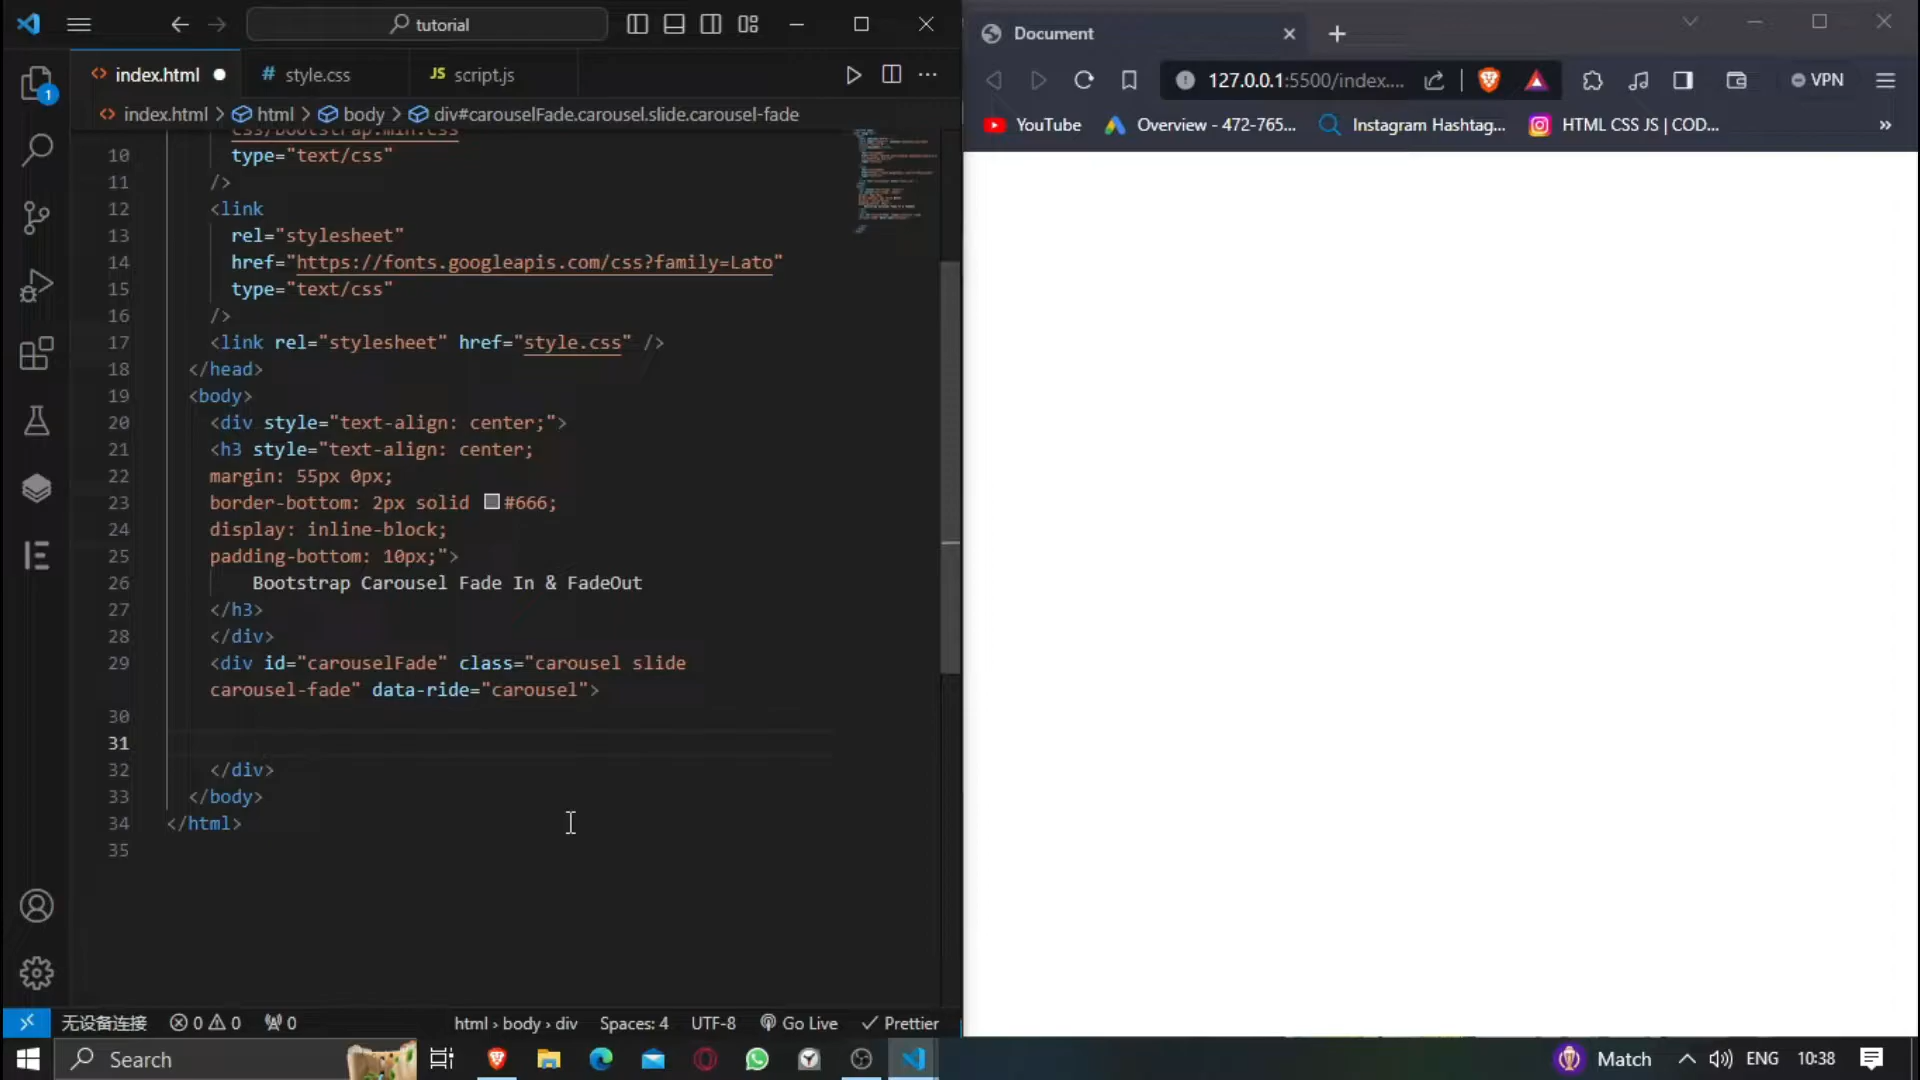 tutorial
index.html
# style.css
JS script.js
index.html > html > body > div#carouselFade.carousel.slide.carousel-fade
css/bootstrap.min.css
10 type="text/css"
11 />
12 <link
13 rel="stylesheet"
14 href="https://fonts.googleapis.com/css?family=Lato"
15 type="text/css"
16 />
17 <link rel="stylesheet" href="style.css" />
18 </head>
19 <body>
20 <div style="text-align: center;">
21 <h3 style="text-align: center;
22 margin: 55px 0px;
23 border-bottom: 2px solid #666;
24 display: inline-block;
25 padding-bottom: 10px;">
26 Bootstrap Carousel Fade In & FadeOut
27 </h3>
28 </div>
29 <div id="carouselFade" class="carousel slide
carousel-fade" data-ride="carousel">
30
31
32 </div>
33 </body>
34 </html>
35
1
无设备连接 0 0 0 html > body > div Spaces: 4 UTF-8 Go Live Prettier
Document
127.0.0.1:5500/index....
VPN
YouTube
Overview - 472-765...
Instagram Hashtag...
HTML CSS JS | COD...
»
Search
Match
ENG
10:38